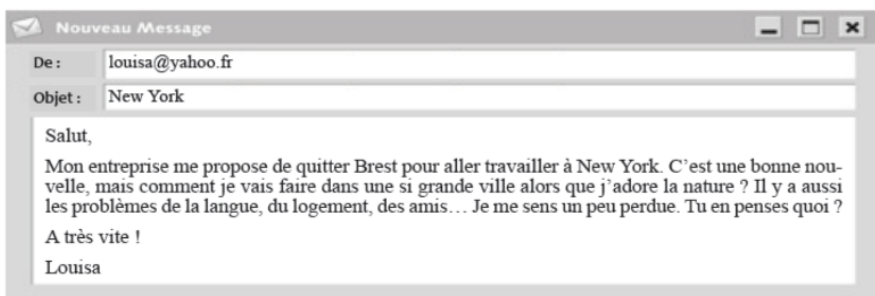 Nouveau Message
De : louisa@yahoo.fr
Objet : New York
Salut,
Mon entreprise me propose de quitter Brest pour aller travailler à New York. C’est une bonne nou-
velle, mais comment je vais faire dans une si grande ville alors que j’adore la nature ? Il y a aussi
les problèmes de la langue, du logement, des amis… Je me sens un peu perdue. Tu en penses quoi ?
A très vite !
Louisa